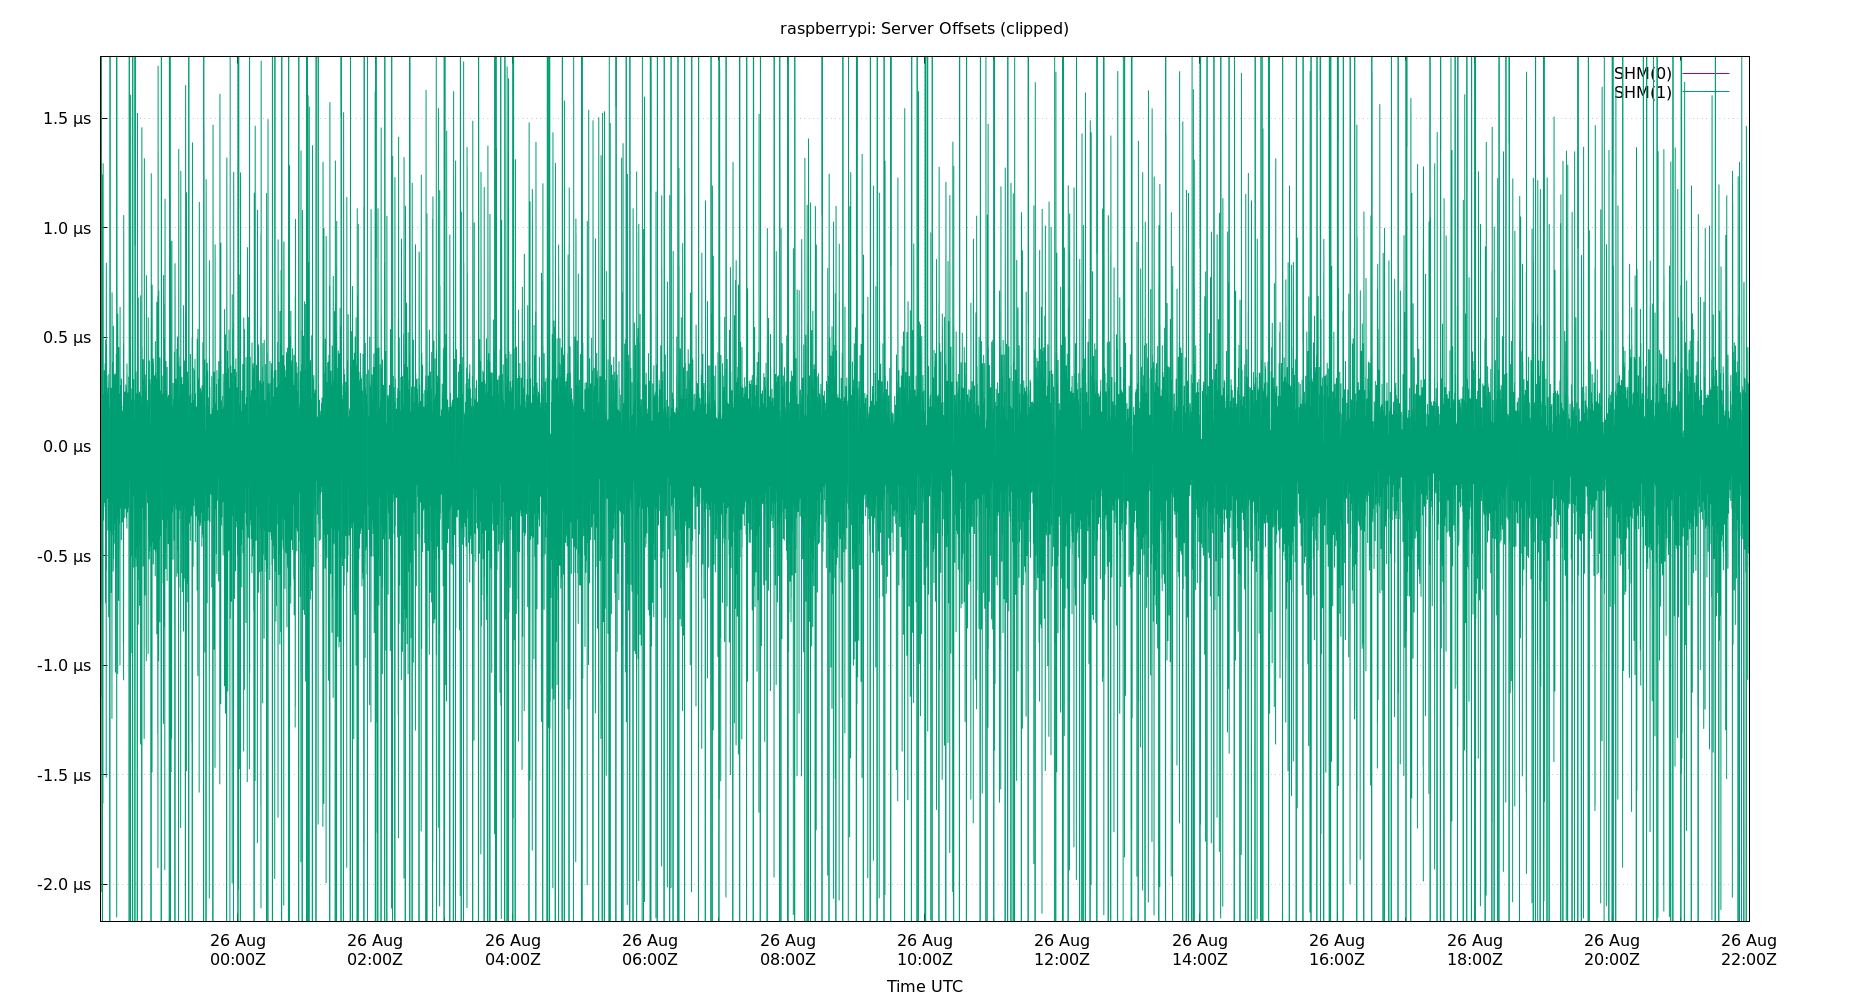 raspberrypi: Server Offsets (clipped)
SHM(0)
SHM(1)
1.5 µs
1.0 µs
0.5 µs
0.0 µs
-0.5 µs
-1.0 µs
-1.5 µs
-2.0 µs
26 Aug 26 Aug 26 Aug 26 Aug 26 Aug 26 Aug 26 Aug 26 Aug 26 Aug 26 Aug 26 Aug 26 Aug
00:00Z 02:00Z 04:00Z 06:00Z 08:00Z 10:00Z 12:00Z 14:00Z 16:00Z 18:00Z 20:00Z 22:00Z
Time UTC